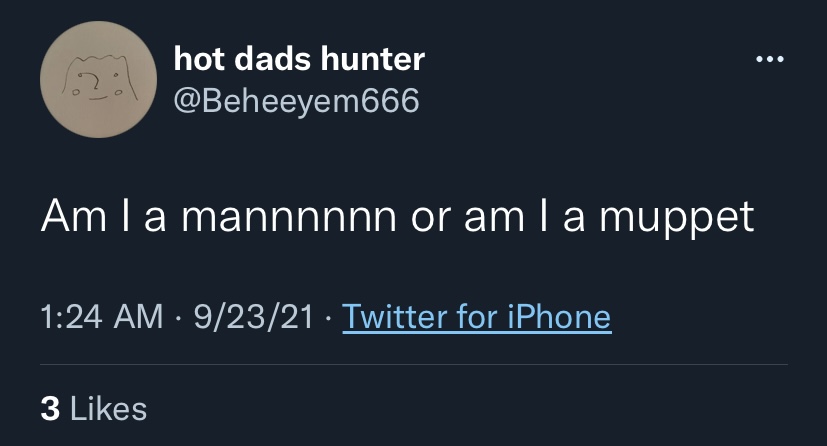 hot dads hunter
@Beheeyem666
Am I a mannnnnn or am I a muppet
1:24 AM · 9/23/21 · Twitter for iPhone
3 Likes